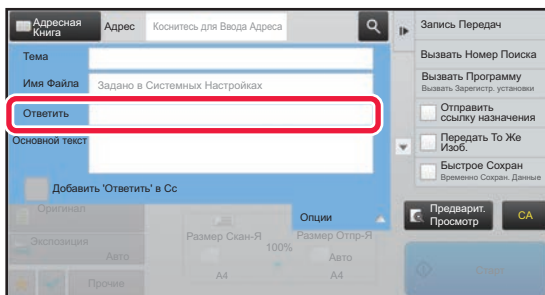 Адресная
Книга
Адрес
Коснитесь для Ввода Адреса
Тема
Имя Файла
Задано в Системных Настройках
Ответить
Основной текст
Добавить 'Ответить' в Cc
Оригинал
Опции
Экспозиция
Авто
Размер Скан-Я
100%
Размер Отпр-Я
Авто
A4
A4
Прочие
Запись Передач
Вызвать Номер Поиска
Вызвать Программу
Вызвать Зарегистр. установки
Отправить
ссылку назначения
Передать То Же
Изоб.
Быстрое Сохран
Временно Сохран. Данные
Предварит.
Просмотр
CA
Старт